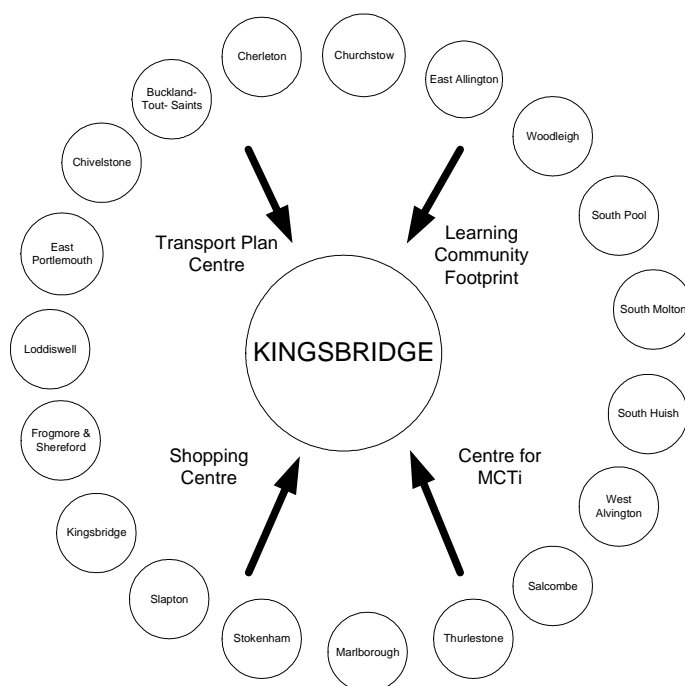 Cherleton
Churchstow
East Allington
Buckland-
Tout- Saints
Woodleigh
Chivelstone
South Pool
East
Portlemouth
Transport Plan
Centre
Learning
Community
Footprint
South Molton
Loddiswell
KINGSBRIDGE
South Huish
Frogmore &
Shereford
Shopping
Centre
Centre for
MCTi
West
Alvington
Kingsbridge
Salcombe
Slapton
Stokenham
Marlborough
Thurlestone